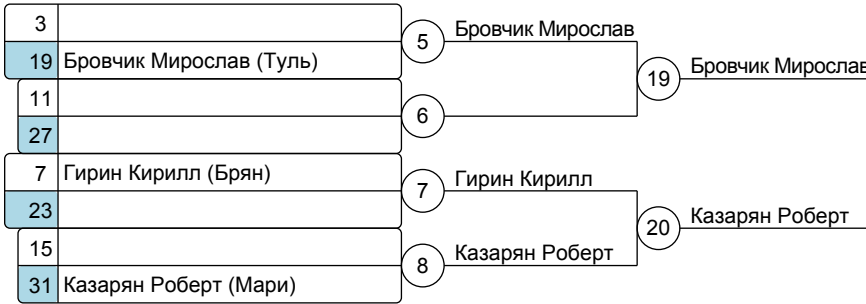 3
5 Бровчик Мирослав
19 Бровчик Мирослав (Туль)
19 Бровчик Мирослав
11
6
27
7 Гирин Кирилл (Брян)
7 Гирин Кирилл
23
20 Казарян Роберт
15
8 Казарян Роберт
31 Казарян Роберт (Мари)